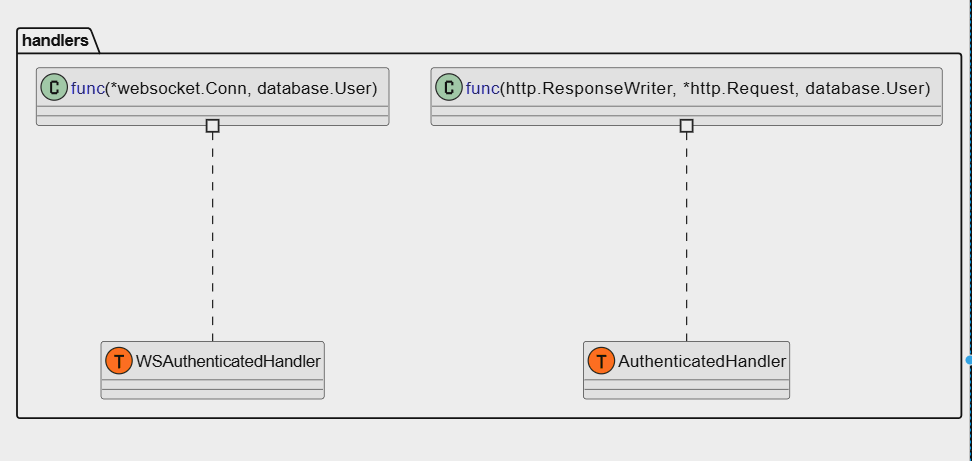 handlers
C func(*websocket.Conn, database.User)
C func(http.ResponseWriter, *http.Request, database.User)
T WSAuthenticatedHandler
T AuthenticatedHandler